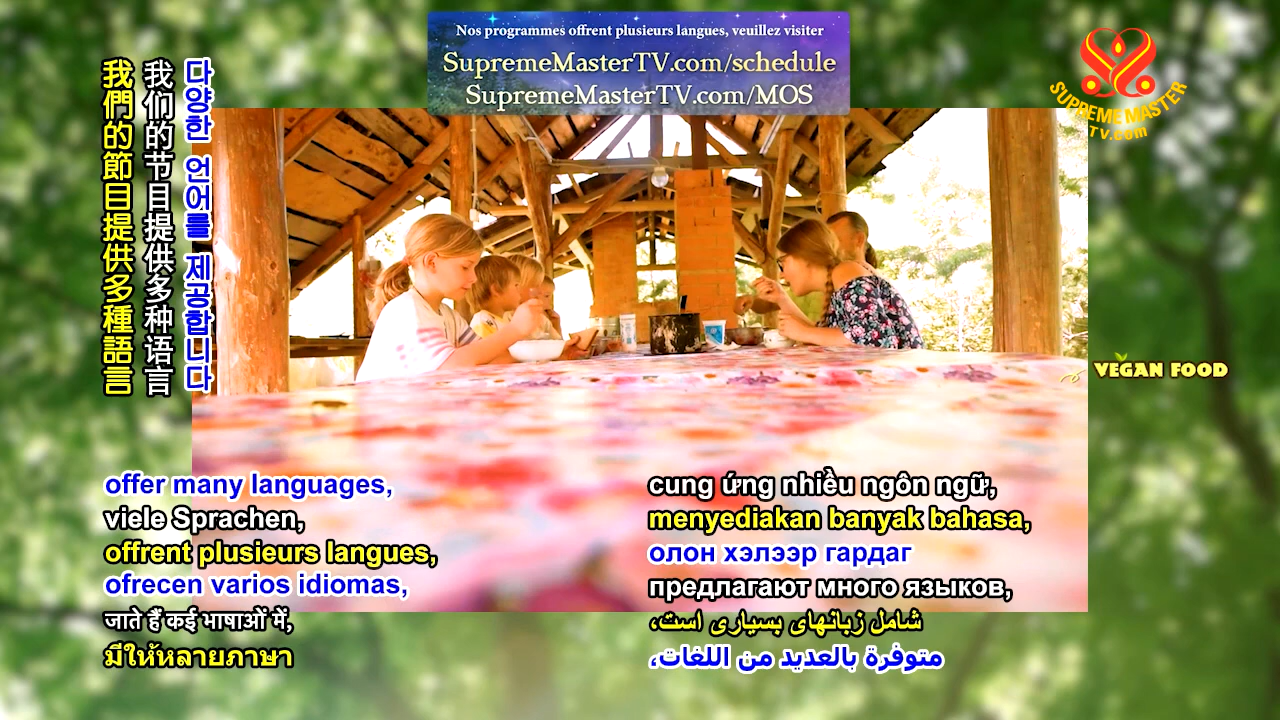 Nos programmes offrent plusieurs langues, veuillez visiter
SupremeMasterTV.com/schedule
SupremeMasterTV.com/MOS
SUPREME MASTER
TV.com
我們的節目提供多種語言
我们的节目提供多种语言
다양한 언어를 제공합니다
VEGAN FOOD
offer many languages,
viele Sprachen,
offrent plusieurs langues,
ofrecen varios idiomas,
जाते हैं कई भाषाओं में,
มีให้หลายภาษา
cung ứng nhiều ngôn ngữ,
menyediakan banyak bahasa,
олон хэлээр гардаг
предлагают много языков,
شامل زبانهای بسیاری است،
متوفرة بالعديد من اللغات،